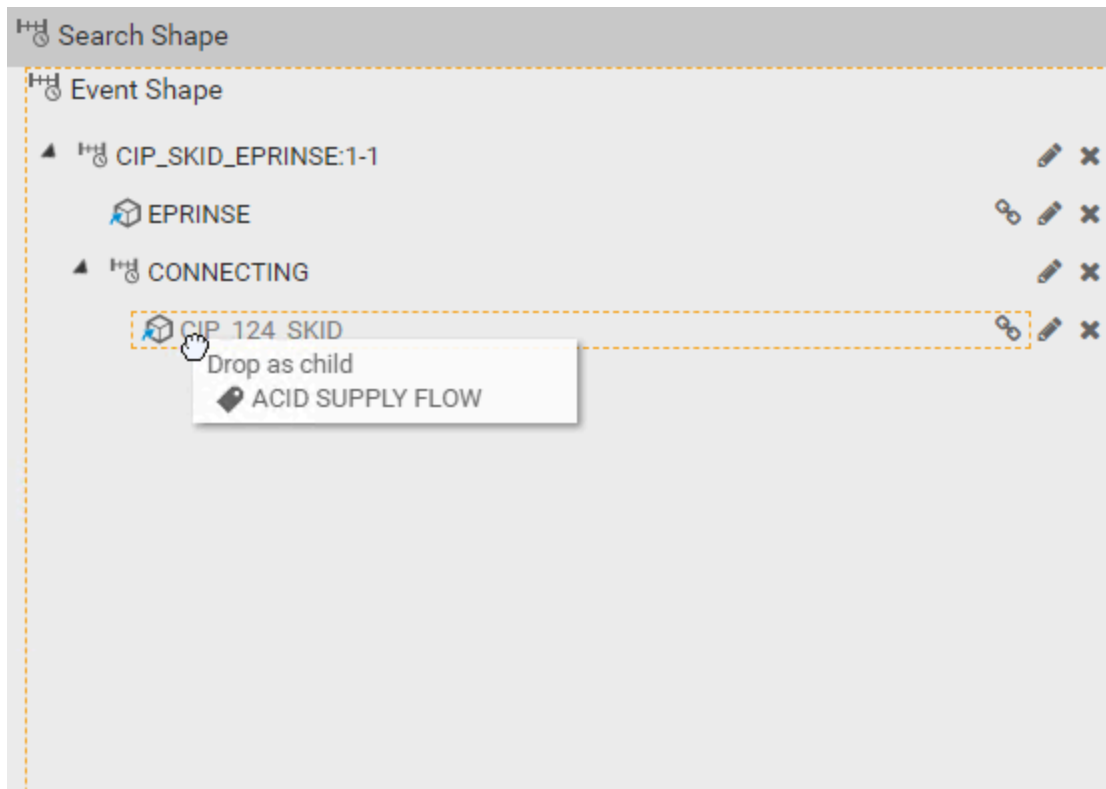 Search Shape
Event Shape
CIP_SKID_EPRINSE:1-1
EPRINSE
CONNECTING
CIP_124_SKID
Drop as child
ACID SUPPLY FLOW